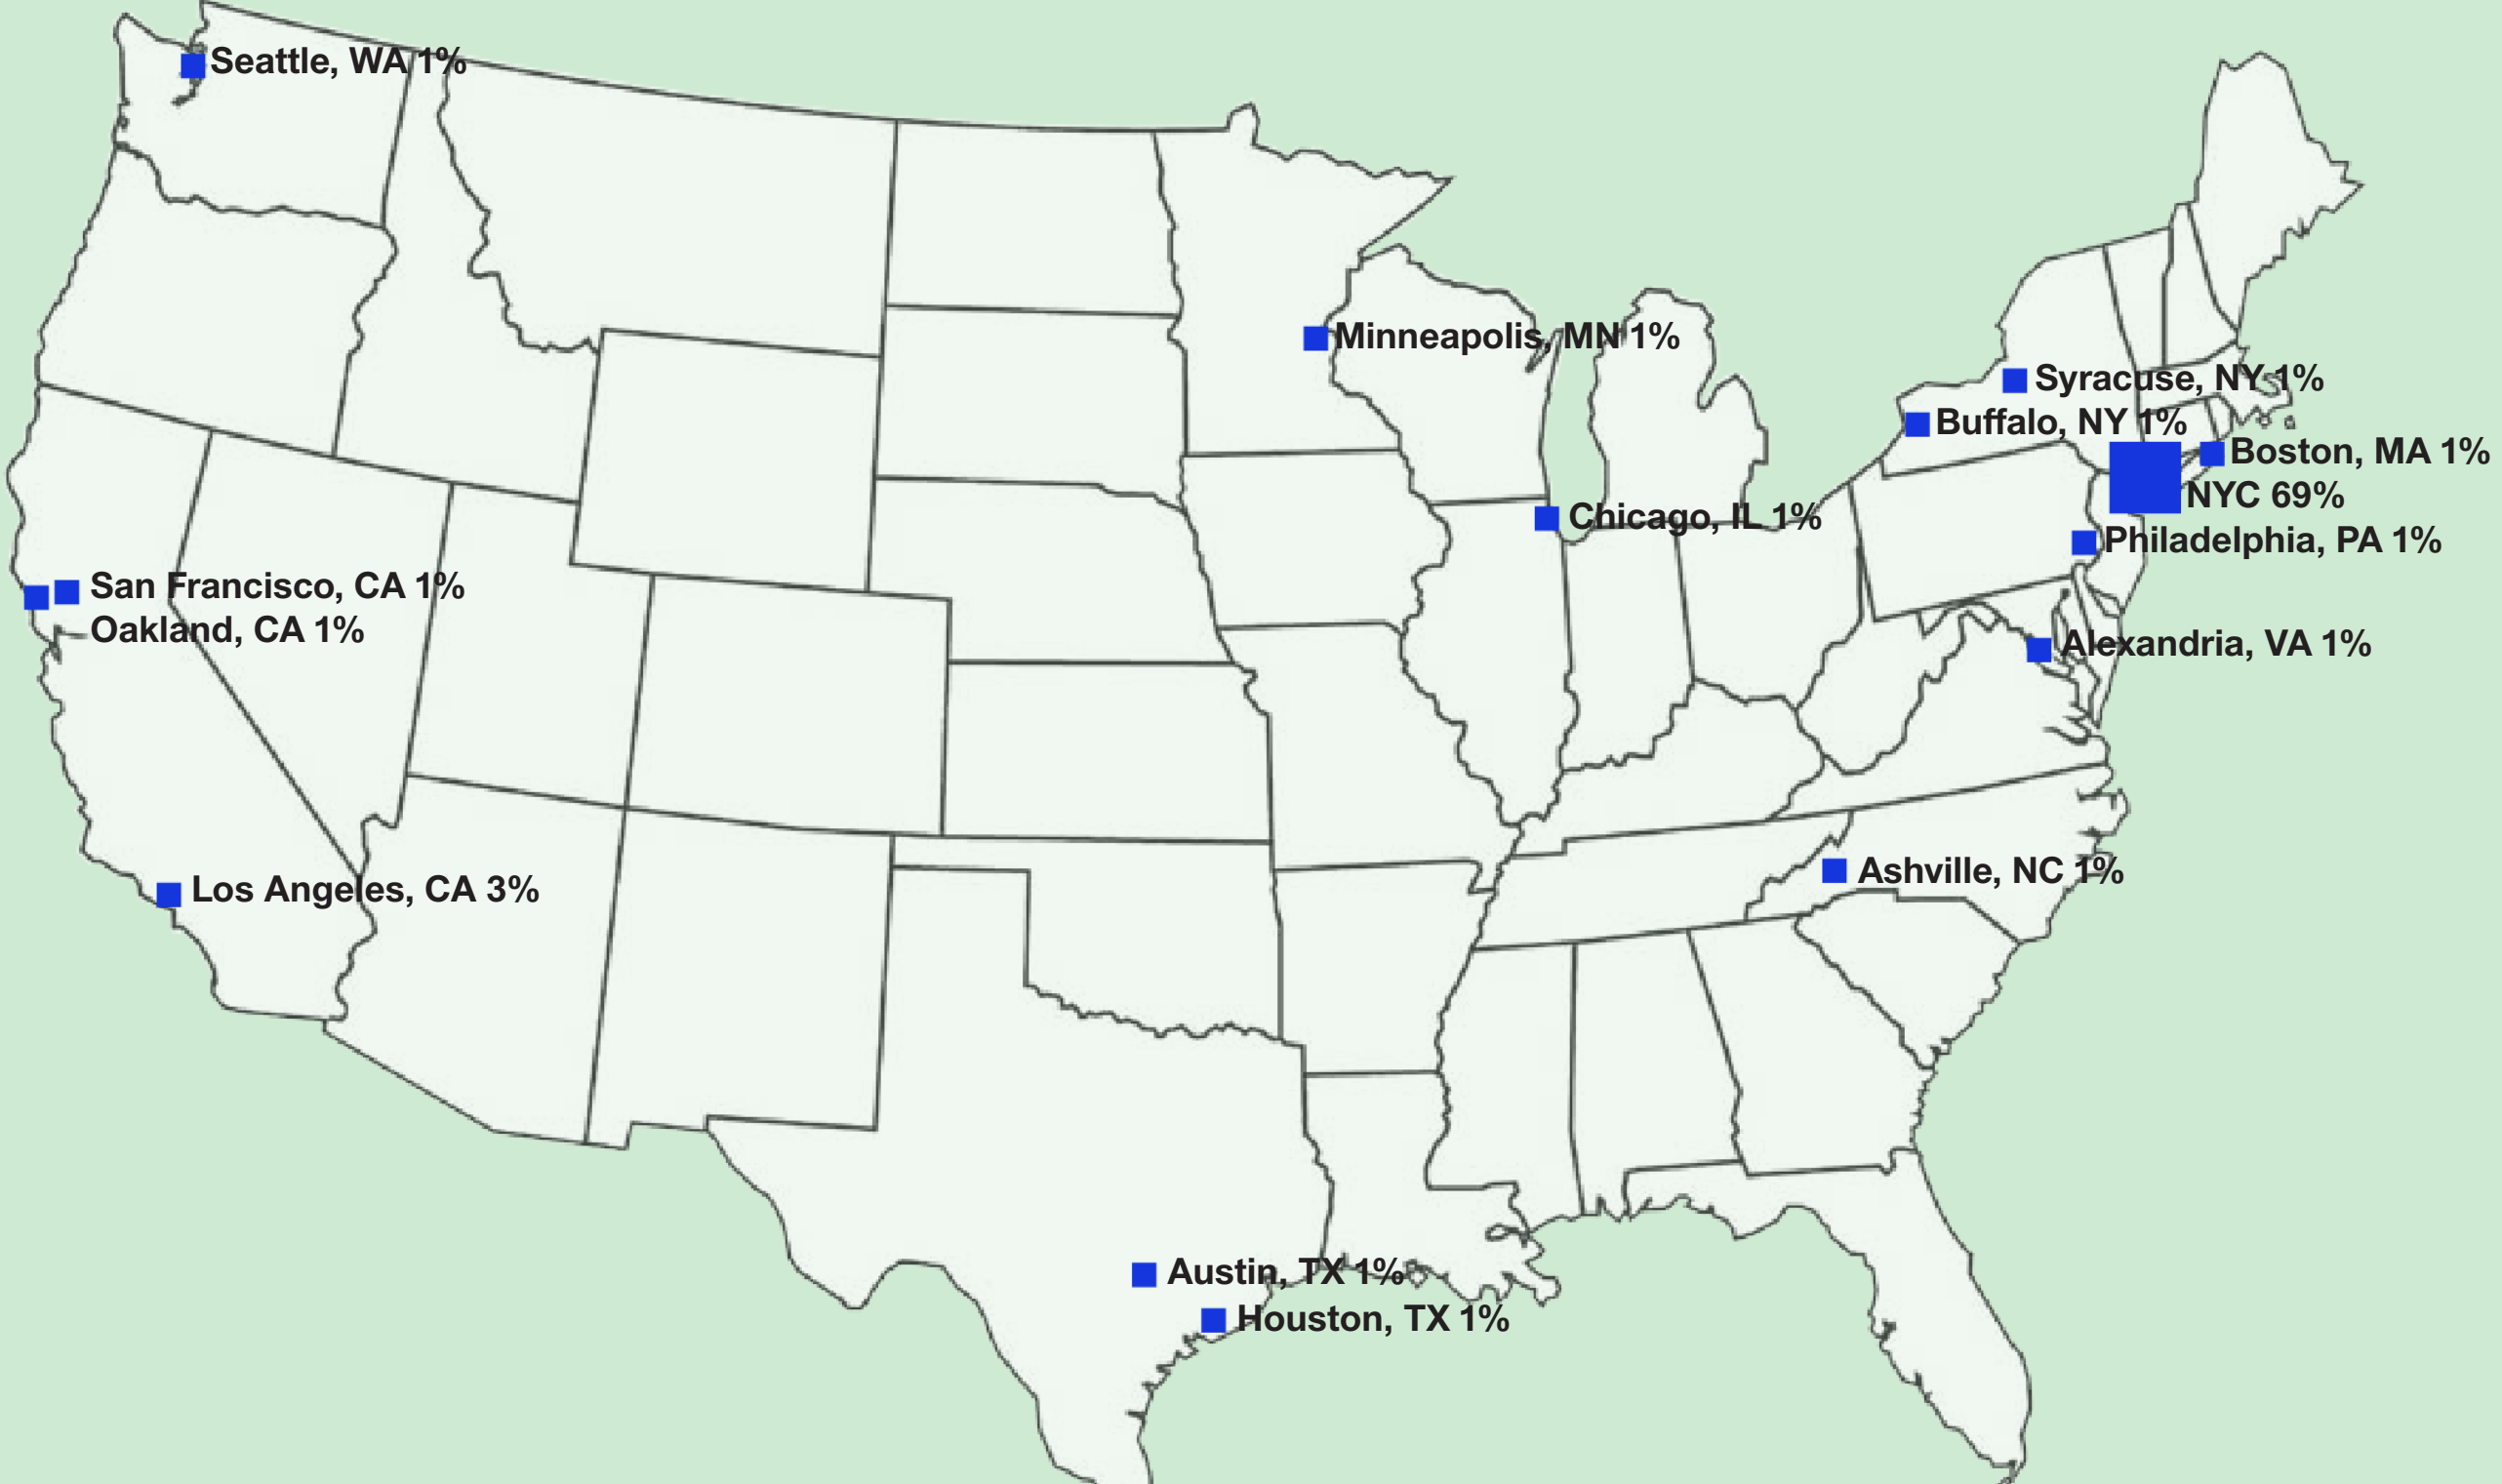 Seattle, WA 1%
Minneapolis, MN 1%
Syracuse, NY 1%
Buffalo, NY 1%
Boston, MA 1%
NYC 69%
Chicago, IL 1%
Philadelphia, PA 1%
San Francisco, CA 1%
Oakland, CA 1%
Alexandria, VA 1%
Ashville, NC 1%
Los Angeles, CA 3%
Austin, TX 1%
Houston, TX 1%